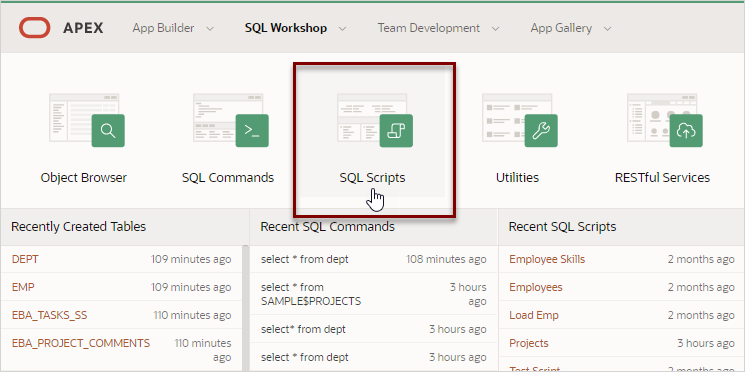 APEX App Builder SQL Workshop Team Development App Gallery
Object Browser SQL Commands SQL Scripts Utilities RESTful Services
Recently Created Tables
DEPT 109 minutes ago
EMP 109 minutes ago
EBA_TASKS_SS 110 minutes ago
EBA_PROJECT_COMMENTS 110 minutes
ago
Recent SQL Commands
select * from dept 108 minutes ago
select * from 3 hours
SAMPLE$PROJECTS ago
select* from dept 3 hours ago
select * from dept 3 hours ago
Recent SQL Scripts
Employee Skills 2 months ago
Employees 2 months ago
Load Emp 2 months ago
Projects 3 hours ago
Test Script 2 months ago